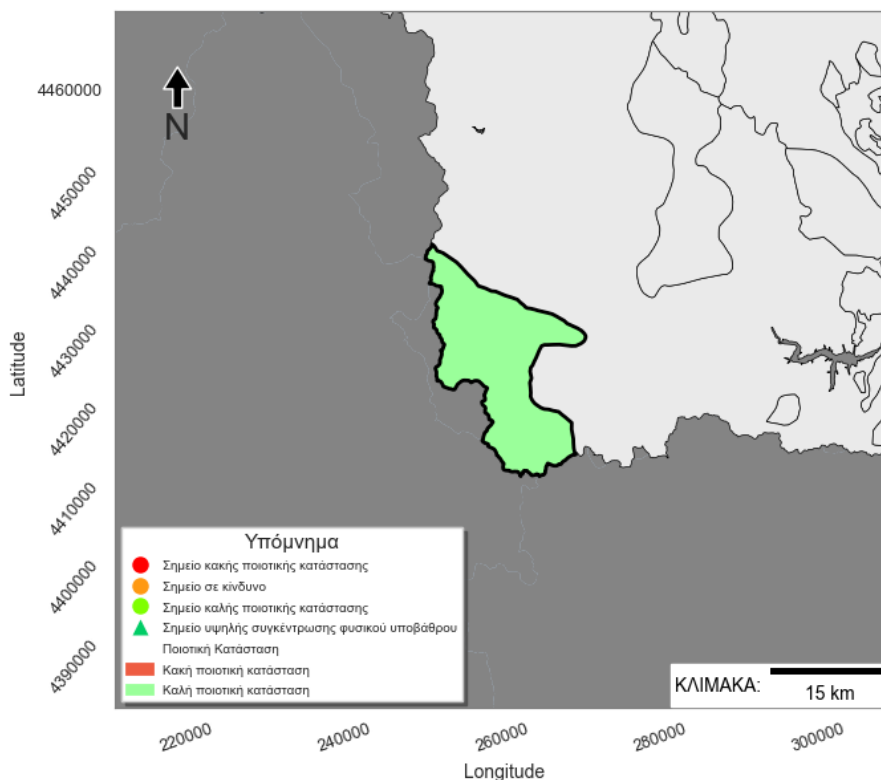 4460000
N
4450000
4440000
4430000
4420000
4410000
4400000
4390000
Latitude
Υπόμνημα
Σημείο κακής ποιοτικής κατάστασης
Σημείο σε κίνδυνο
Σημείο καλής ποιοτικής κατάστασης
Σημείο υψηλής συγκέντρωσης φυσικού υποβάθρου
Ποιοτική Κατάσταση
Κακή ποιοτική κατάσταση
Καλή ποιοτική κατάσταση
ΚΛΙΜΑΚΑ:
15 km
220000 240000 260000 280000 300000
Longitude